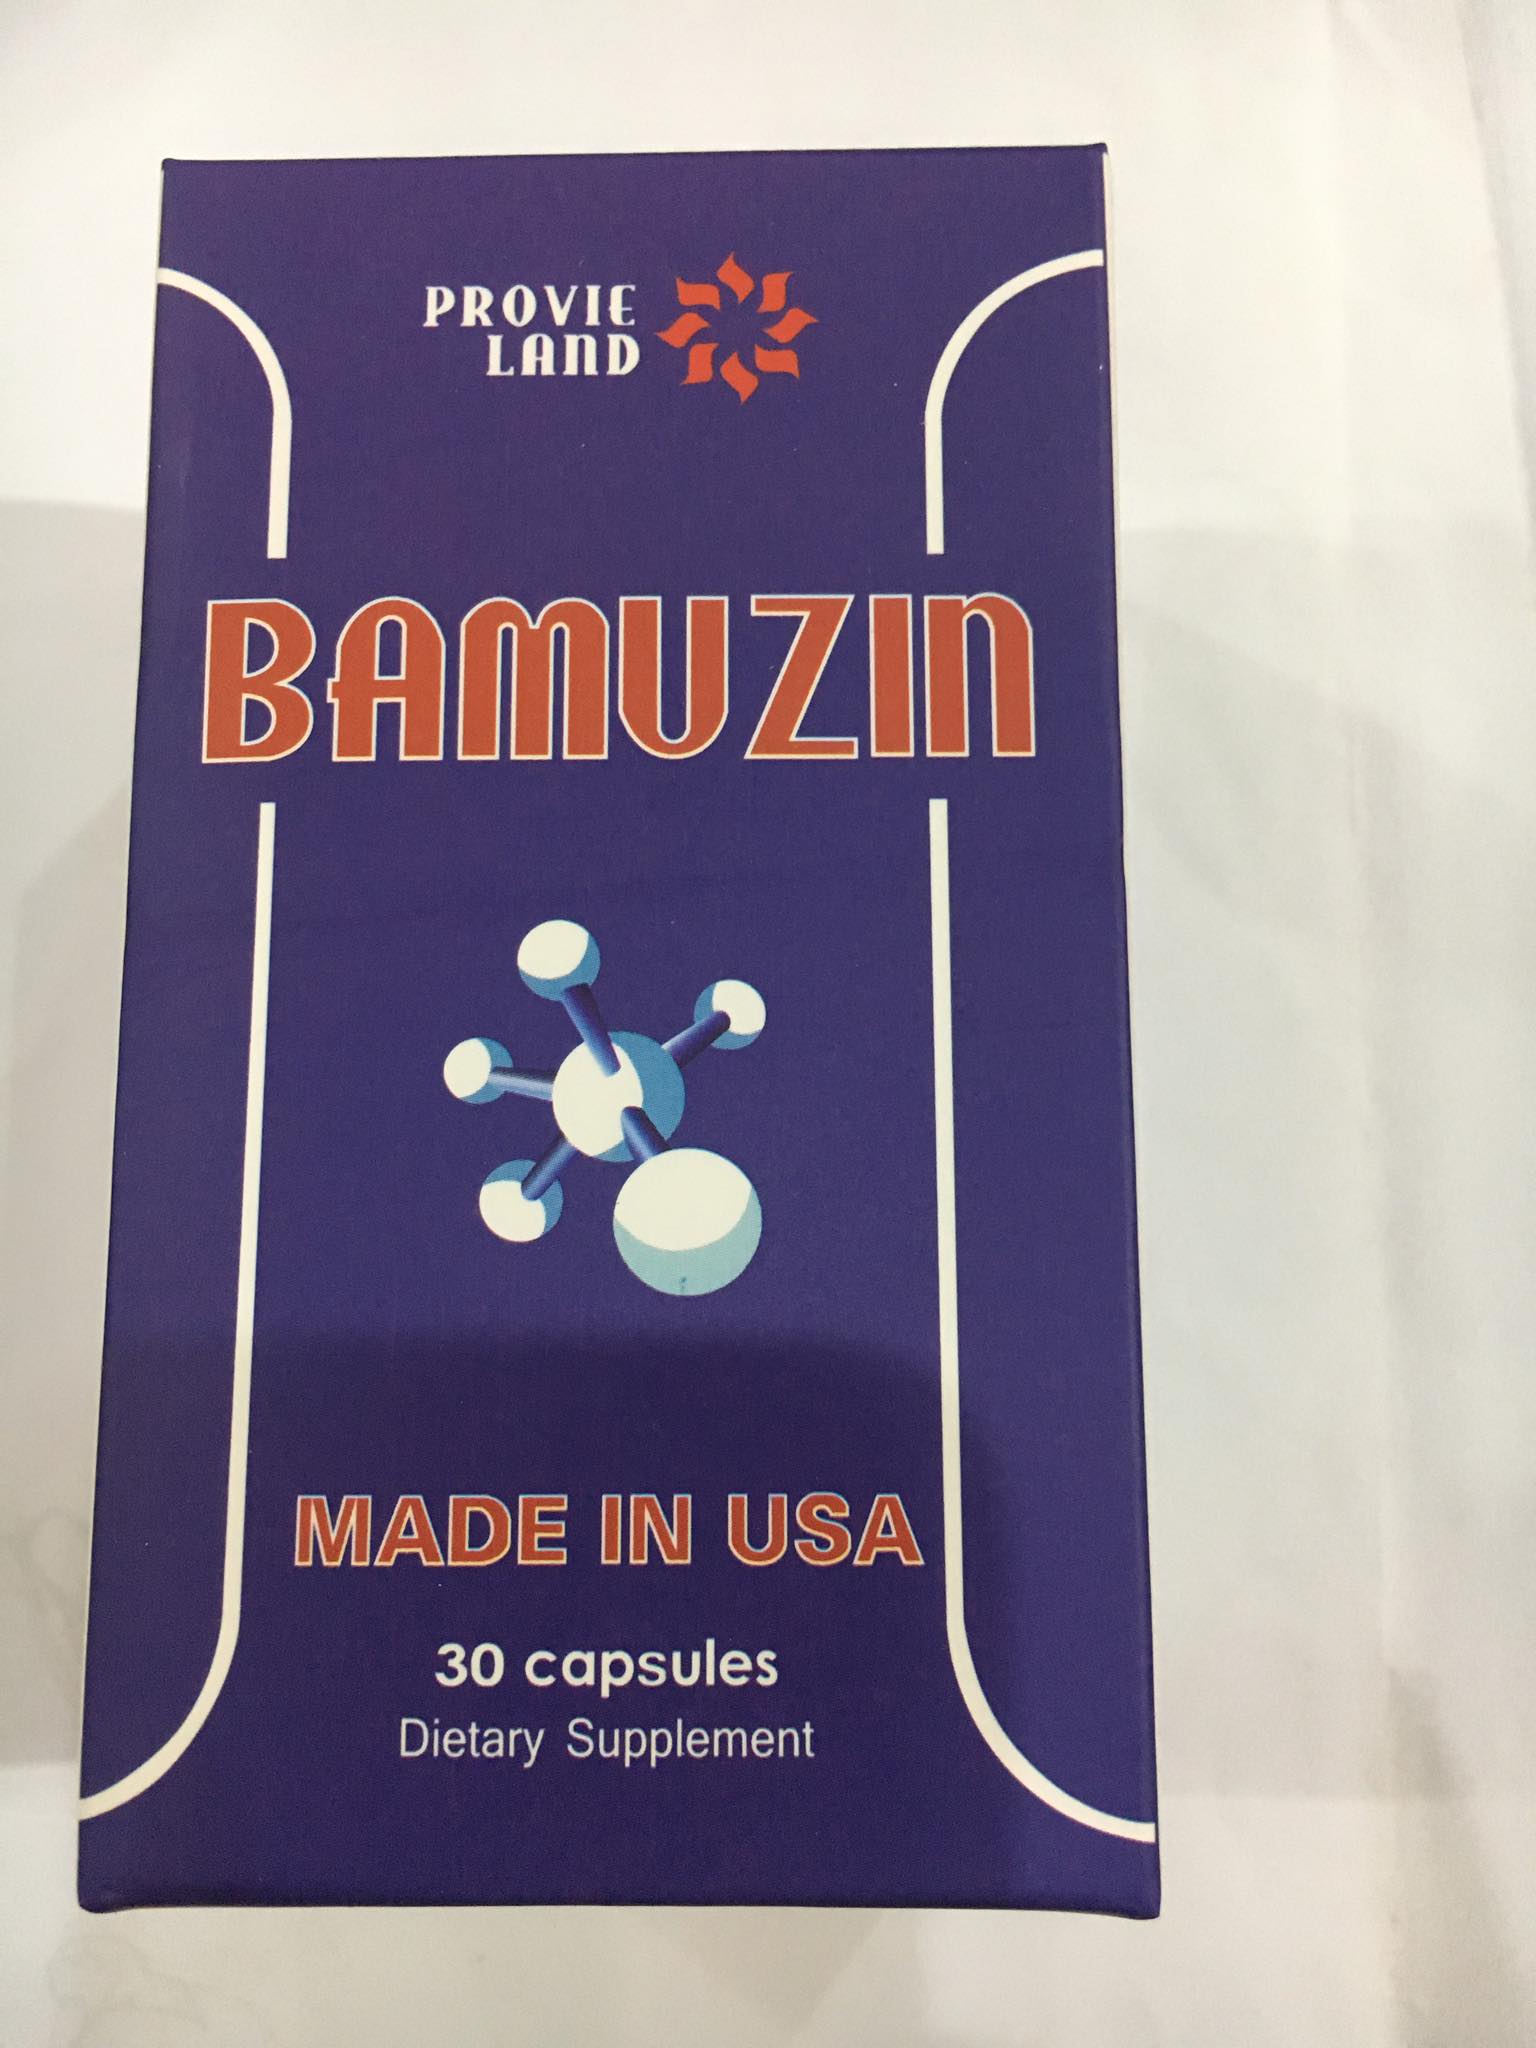 PROVIE
LAND
BAMUZIN
MADE IN USA
30 capsules
Dietary Supplement